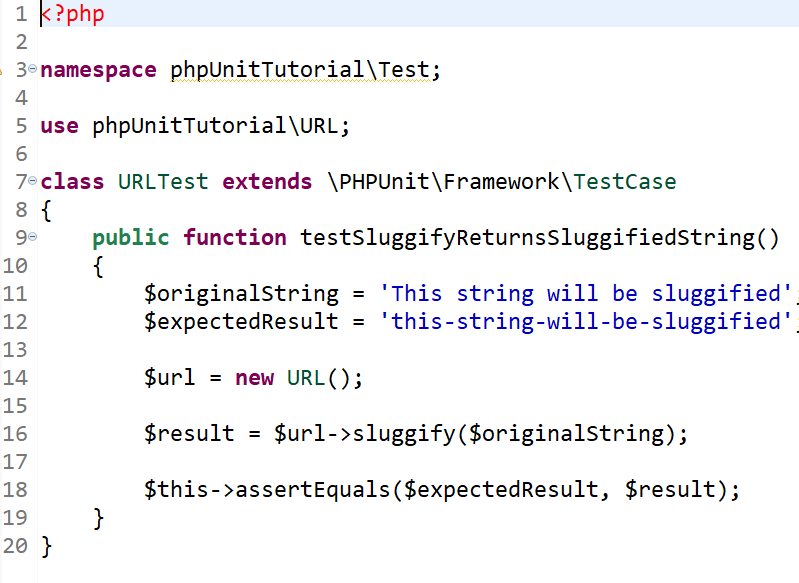 1 <?php
2
3 namespace phpUnitTutorial\Test;
4
5 use phpUnitTutorial\URL;
6
7 class URLTest extends \PHPUnit\Framework\TestCase
8 {
9     public function testSluggifyReturnsSluggifiedString()
10     {
11         $originalString = 'This string will be sluggified';
12         $expectedResult = 'this-string-will-be-sluggified';
13
14         $url = new URL();
15
16         $result = $url->sluggify($originalString);
17
18         $this->assertEquals($expectedResult, $result);
19     }
20 }